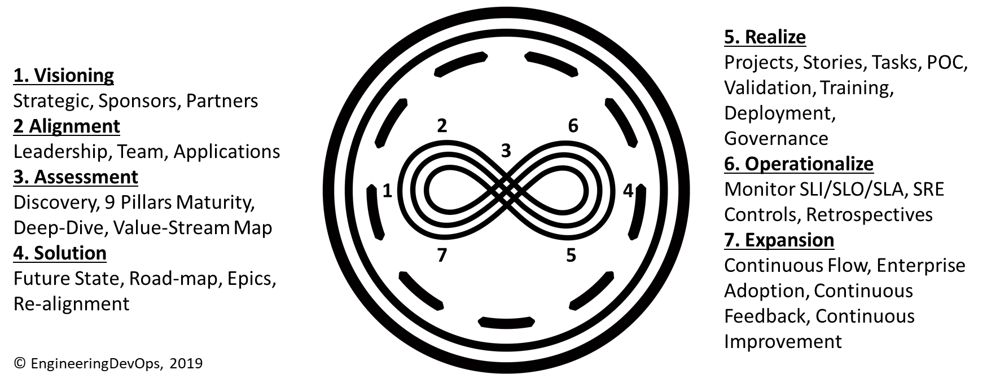 1. Visioning
Strategic, Sponsors, Partners
2 Alignment
Leadership, Team, Applications
3. Assessment
Discovery, 9 Pillars Maturity,
Deep-Dive, Value-Stream Map
4. Solution
Future State, Road-map, Epics,
Re-alignment
© EngineeringDevOps, 2019
2
6
3
1
4
7
5
5. Realize
Projects, Stories, Tasks, POC,
Validation, Training,
Deployment,
Governance
6. Operationalize
Monitor SLI/SLO/SLA, SRE
Controls, Retrospectives
7. Expansion
Continuous Flow, Enterprise
Adoption, Continuous
Feedback, Continuous
Improvement